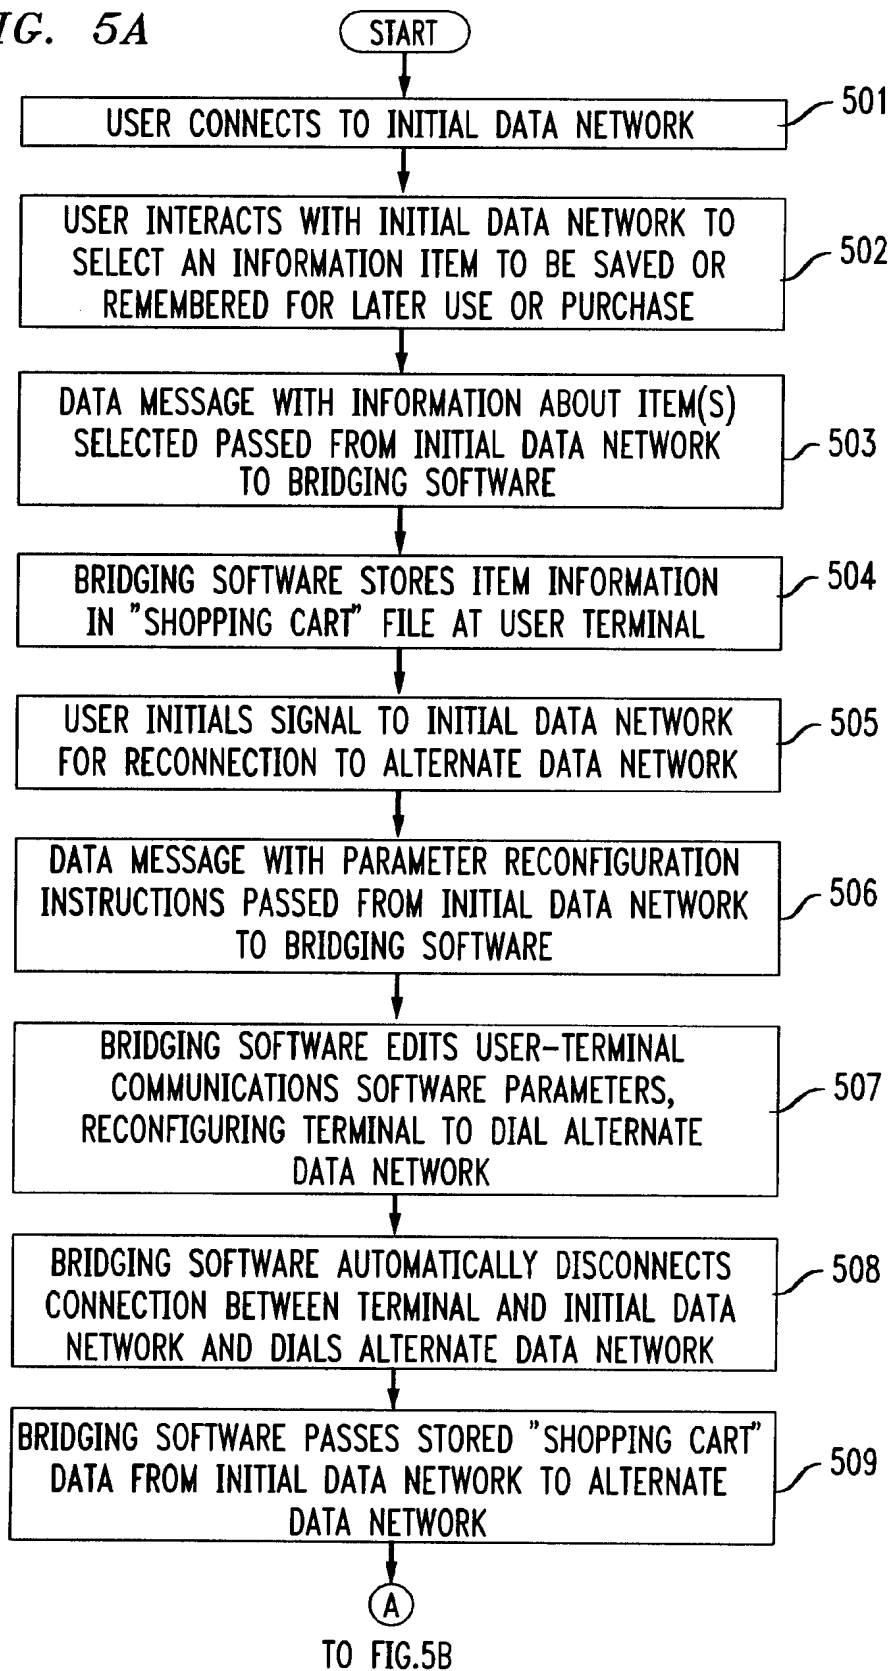 IG. 5A
START
USER CONNECTS TO INITIAL DATA NETWORK
501
USER INTERACTS WITH INITIAL DATA NETWORK TO
SELECT AN INFORMATION ITEM TO BE SAVED OR
REMEMBERED FOR LATER USE OR PURCHASE
502
DATA MESSAGE WITH INFORMATION ABOUT ITEM(S)
SELECTED PASSED FROM INITIAL DATA NETWORK
TO BRIDGING SOFTWARE
503
BRIDGING SOFTWARE STORES ITEM INFORMATION
IN "SHOPPING CART" FILE AT USER TERMINAL
504
USER INITIALS SIGNAL TO INITIAL DATA NETWORK
FOR RECONNECTION TO ALTERNATE DATA NETWORK
505
DATA MESSAGE WITH PARAMETER RECONFIGURATION
INSTRUCTIONS PASSED FROM INITIAL DATA NETWORK
TO BRIDGING SOFTWARE
506
BRIDGING SOFTWARE EDITS USER-TERMINAL
COMMUNICATIONS SOFTWARE PARAMETERS,
RECONFIGURING TERMINAL TO DIAL ALTERNATE
DATA NETWORK
507
BRIDGING SOFTWARE AUTOMATICALLY DISCONNECTS
CONNECTION BETWEEN TERMINAL AND INITIAL DATA
NETWORK AND DIALS ALTERNATE DATA NETWORK
508
BRIDGING SOFTWARE PASSES STORED "SHOPPING CART"
DATA FROM INITIAL DATA NETWORK TO ALTERNATE
DATA NETWORK
509
A
TO FIG.5B